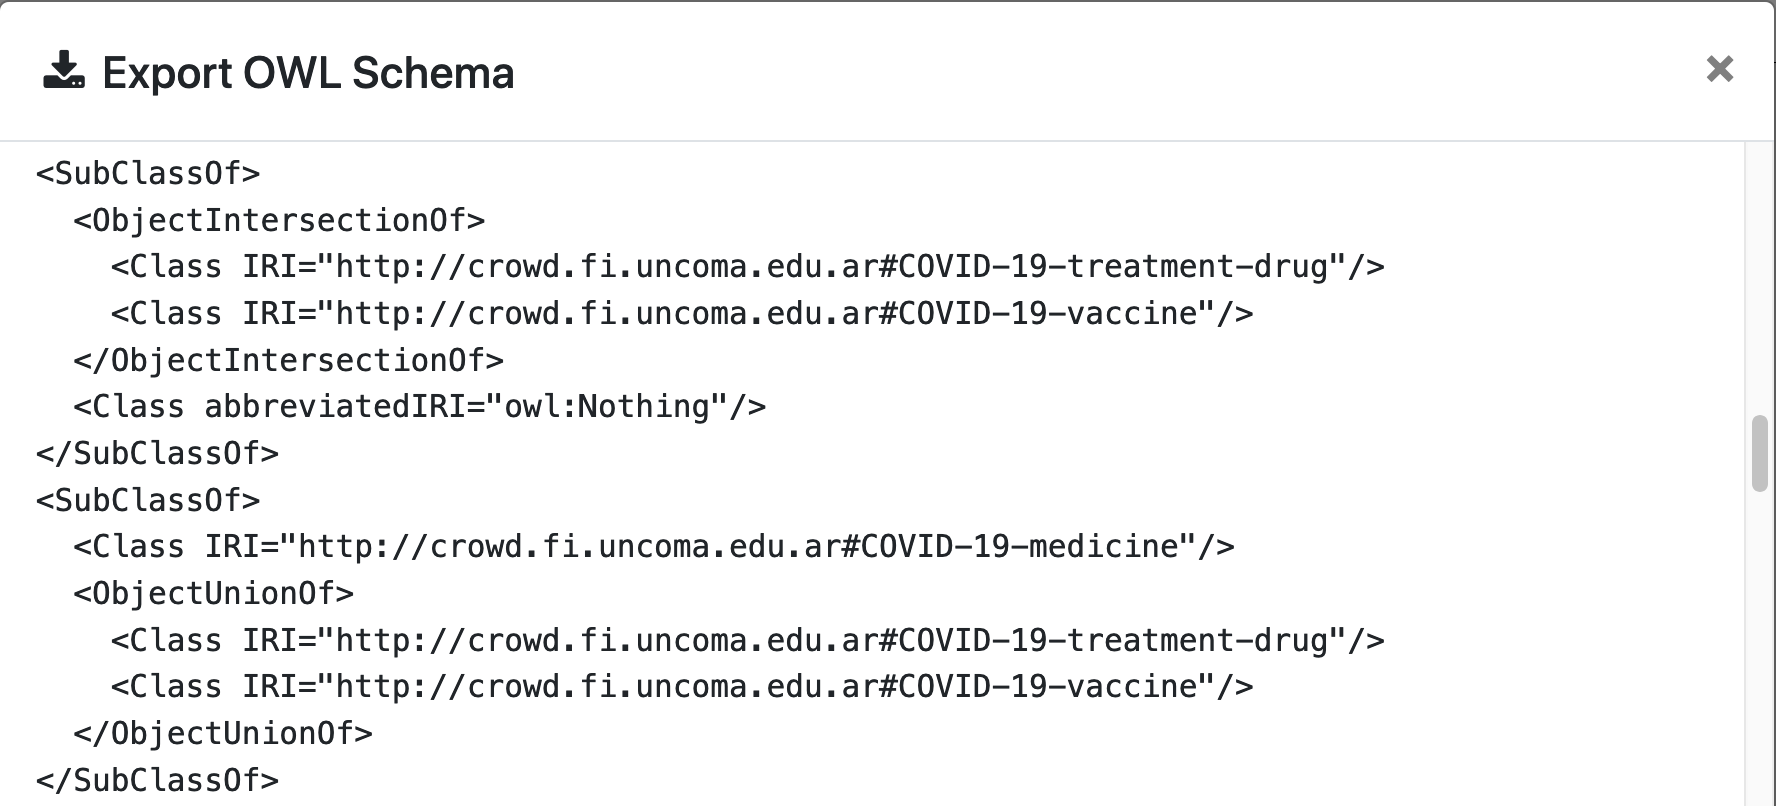 Export OWL Schema
<SubClassOf>
  <ObjectIntersectionOf>
    <Class IRI="http://crowd.fi.uncoma.edu.ar#COVID-19-treatment-drug"/>
    <Class IRI="http://crowd.fi.uncoma.edu.ar#COVID-19-vaccine"/>
  </ObjectIntersectionOf>
  <Class abbreviatedIRI="owl:Nothing"/>
</SubClassOf>
<SubClassOf>
  <Class IRI="http://crowd.fi.uncoma.edu.ar#COVID-19-medicine"/>
  <ObjectUnionOf>
    <Class IRI="http://crowd.fi.uncoma.edu.ar#COVID-19-treatment-drug"/>
    <Class IRI="http://crowd.fi.uncoma.edu.ar#COVID-19-vaccine"/>
  </ObjectUnionOf>
</SubClassOf>